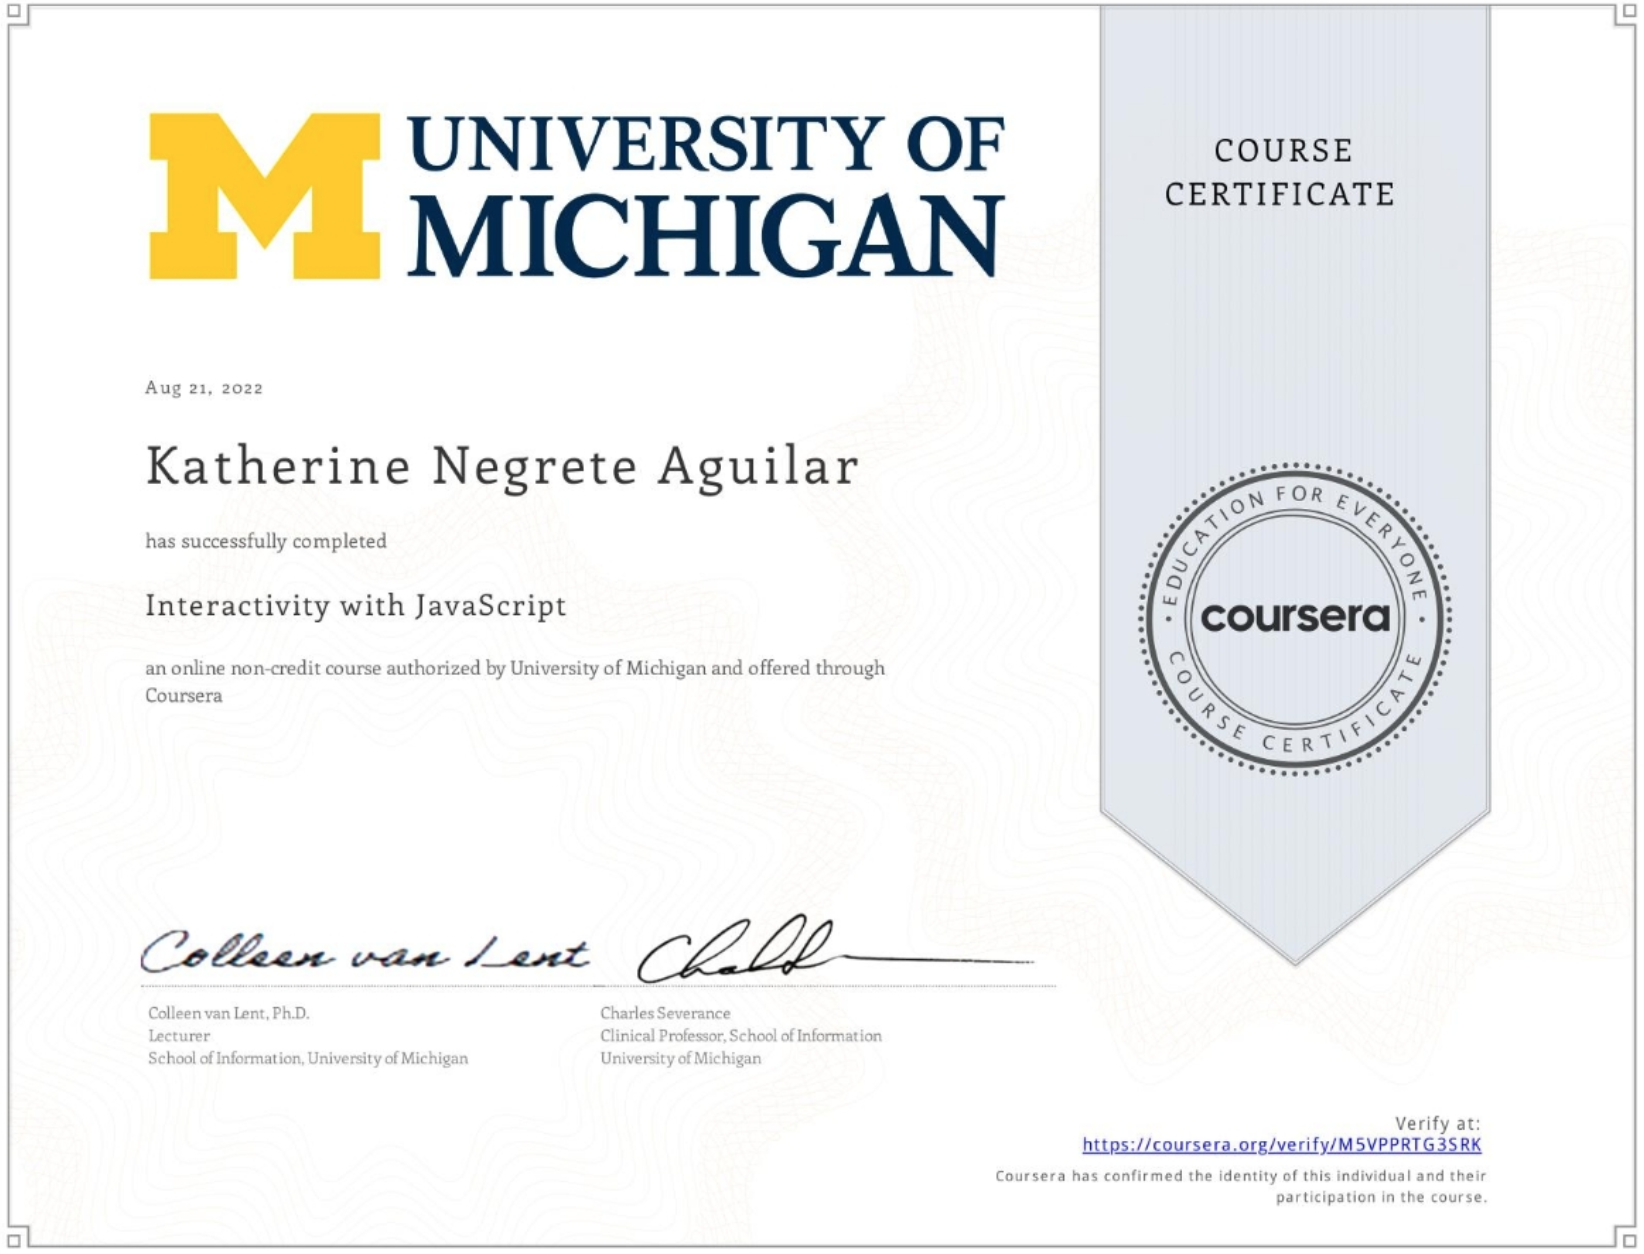 UNIVERSITY OF
MICHIGAN
COURSE
CERTIFICATE
Aug 21, 2022
Katherine Negrete Aguilar
has successfully completed
Interactivity with JavaScript
an online non-credit course authorized by University of Michigan and offered through
Coursera
EDUCATION FOR EVERYONE
coursera
COURSE CERTIFICATE
Colleen van Lent
Colleen van Lent, Ph.D.
Lecturer
School of Information, University of Michigan
Charles Severance
Clinical Professor, School of Information
University of Michigan
Verify at:
https://coursera.org/verify/M5VPPRTG3SRK
Coursera has confirmed the identity of this individual and their
participation in the course.